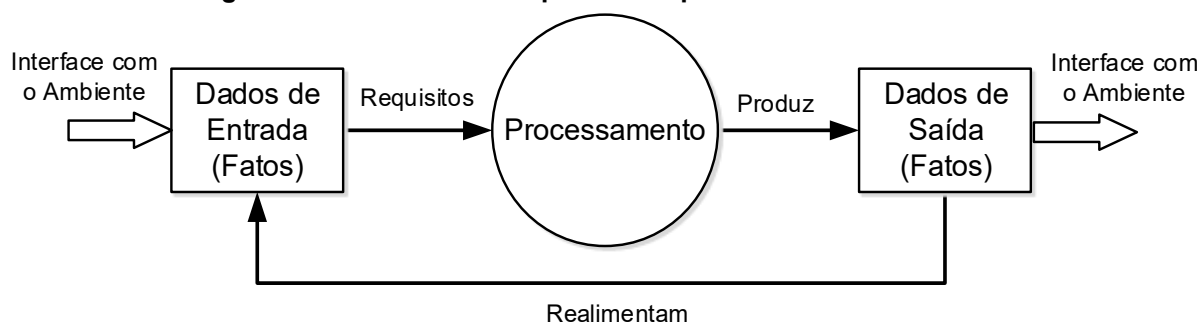 Interface com
o Ambiente
Dados de
Entrada
(Fatos)
Requisitos
Processamento
Produz
Dados de
Saída
(Fatos)
Interface com
o Ambiente
Realimentam